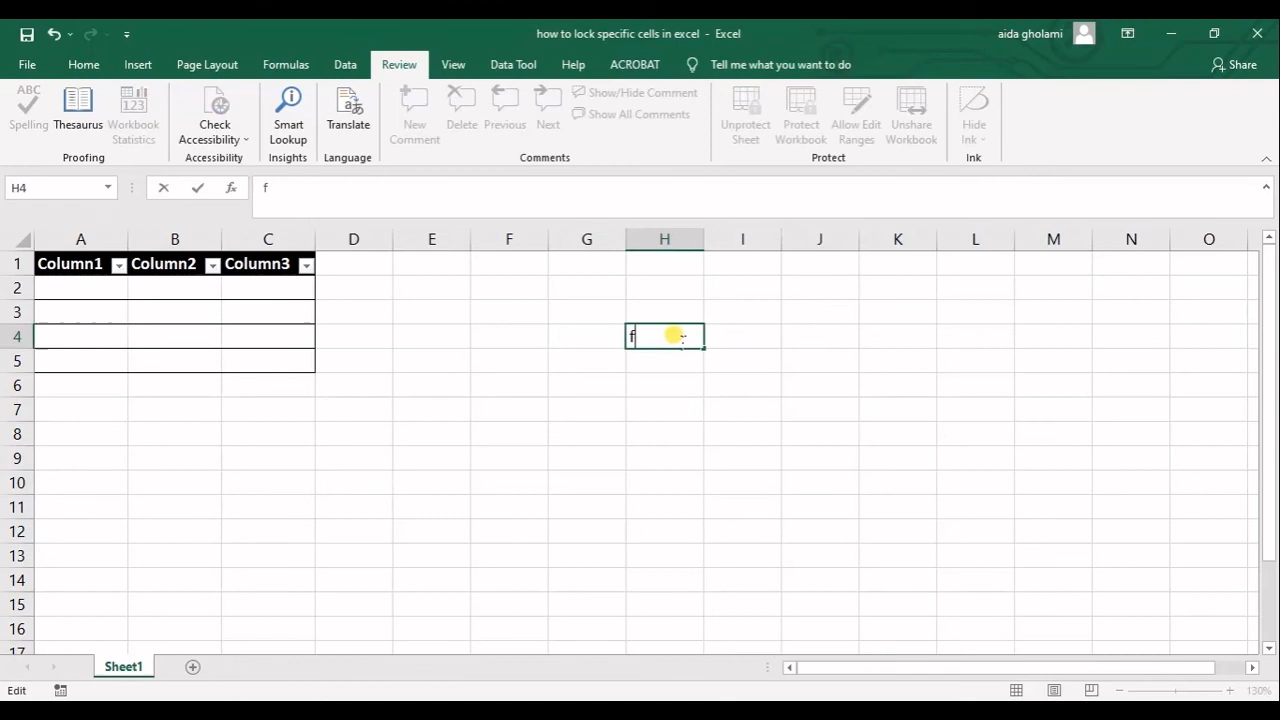 how to lock specific cells in excel - Excel
aida gholami
File Home Insert Page Layout Formulas Data Review View Data Tool Help ACROBAT Tell me what you want to do Share
ABC
Spelling Thesaurus Workbook Statistics
Proofing
Check Accessibility
Accessibility
Smart Lookup
Insights
Translate
Language
New Comment Delete Previous Next
Show/Hide Comment
Show All Comments
Comments
Unprotect Sheet Protect Workbook Allow Edit Ranges Unshare Workbook
Protect
Hide Ink
Ink
H4 fx f
A B C D E F G H I J K L M N O
1 Column1 Column2 Column3
2
3
4 f
5
6
7
8
9
10
11
12
13
14
15
16
17
Sheet1
Edit 130%